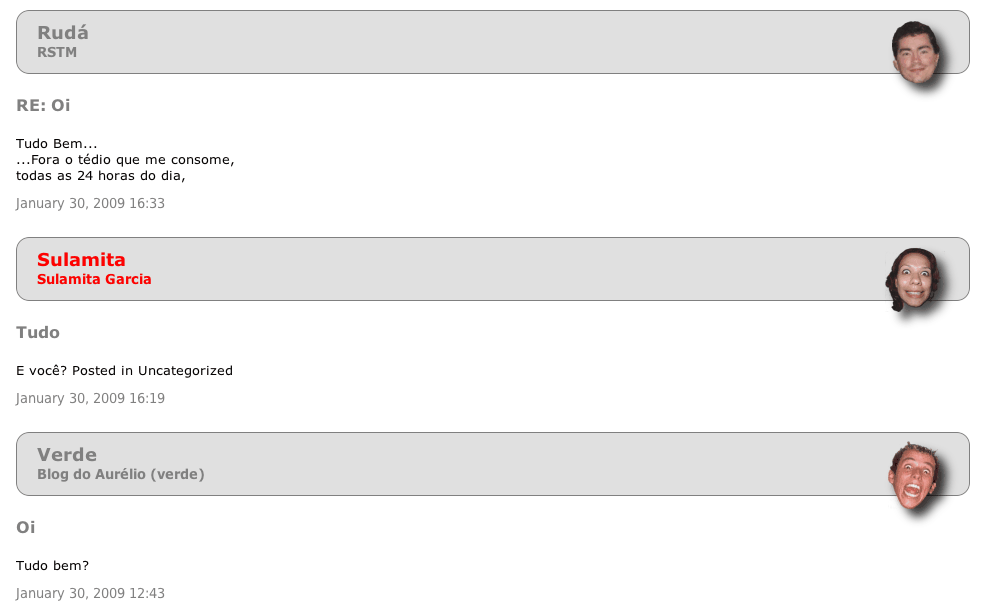 Rudá
RSTM
RE: Oi
Tudo Bem...
...Fora o tédio que me consome,
todas as 24 horas do dia,
January 30, 2009 16:33
Sulamita
Sulamita Garcia
Tudo
E você? Posted in Uncategorized
January 30, 2009 16:19
Verde
Blog do Aurélio (verde)
Oi
Tudo bem?
January 30, 2009 12:43